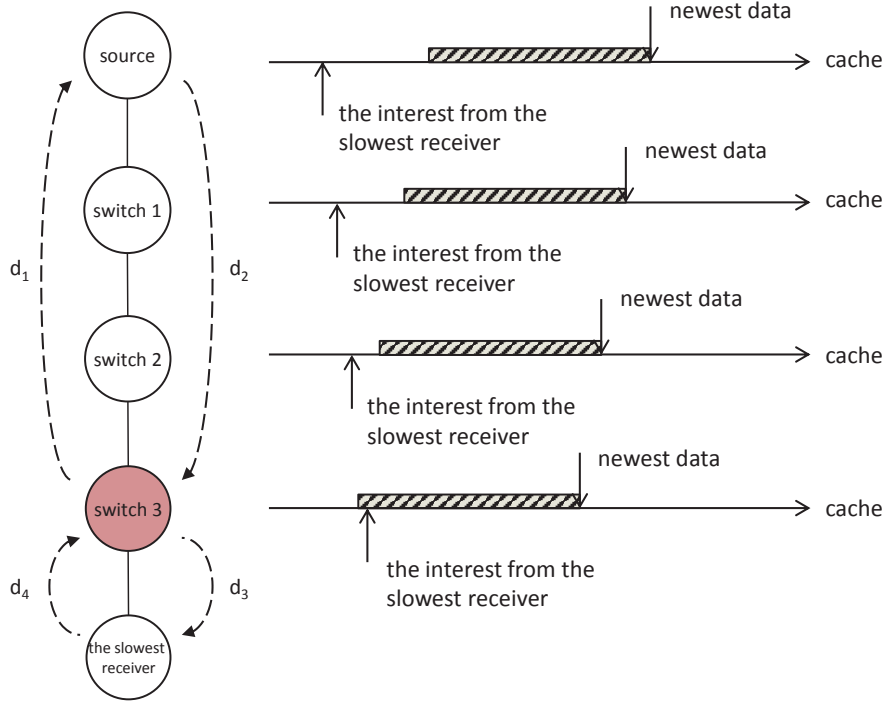 source
newest data
cache
the interest from the
slowest receiver
switch 1
newest data
cache
the interest from the
slowest receiver
d₁
d₂
switch 2
newest data
cache
the interest from the
slowest receiver
switch 3
newest data
cache
the interest from the
slowest receiver
d₄
d₃
the slowest
receiver